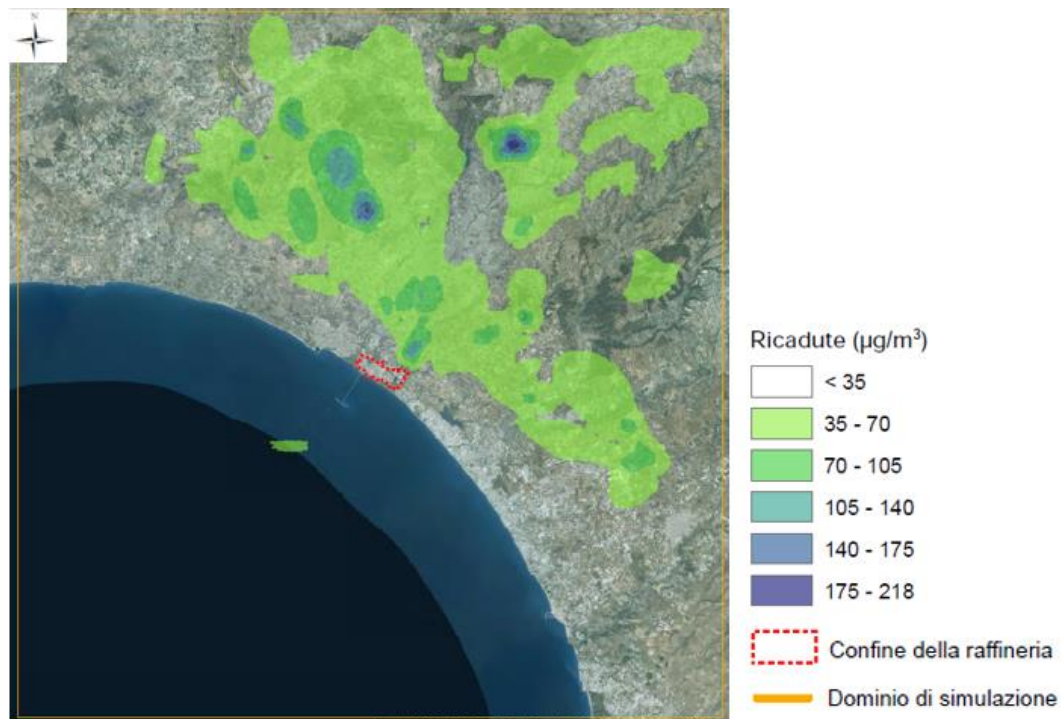 N
Ricadute (µg/m³)
< 35
35 - 70
70 - 105
105 - 140
140 - 175
175 - 218
Confine della raffineria
Dominio di simulazione